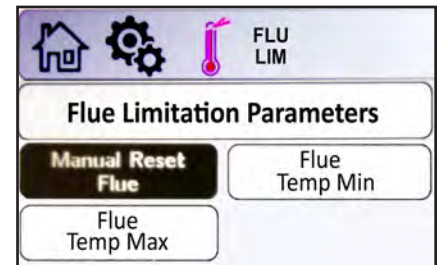 FLU
LIM
Flue Limitation Parameters
Manual Reset
Flue
Flue
Temp Min
Flue
Temp Max